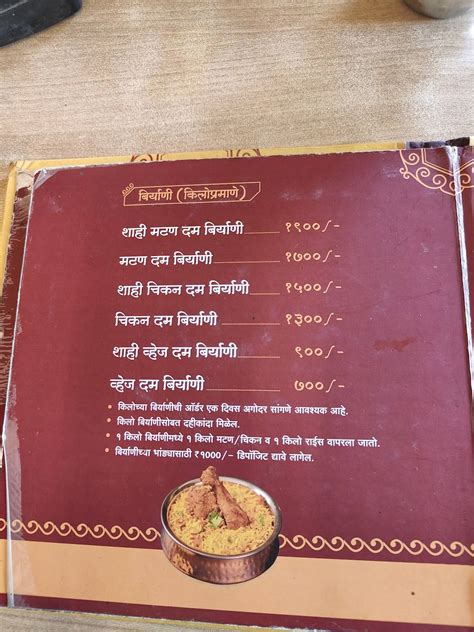 बिर्याणी (किलोप्रमाणे)
शाही मटण दम बिर्याणी १९००/-
मटण दम बिर्याणी १७००/-
शाही चिकन दम बिर्याणी १५००/-
चिकन दम बिर्याणी १३००/-
शाही व्हेज दम बिर्याणी ९००/-
व्हेज दम बिर्याणी ७००/-
• किलोच्या बिर्याणीची ऑर्डर एक दिवस अगोदर सांगणे आवश्यक आहे.
• किलो बिर्याणीसोबत दहीकांदा मिळेल.
• १ किलो बिर्याणीमध्ये १ किलो मटण/चिकन व १ किलो राईस वापरला जातो.
• बिर्याणीच्या भांड्यासाठी ₹१०००/- डिपॉजिट द्यावे लागेल.